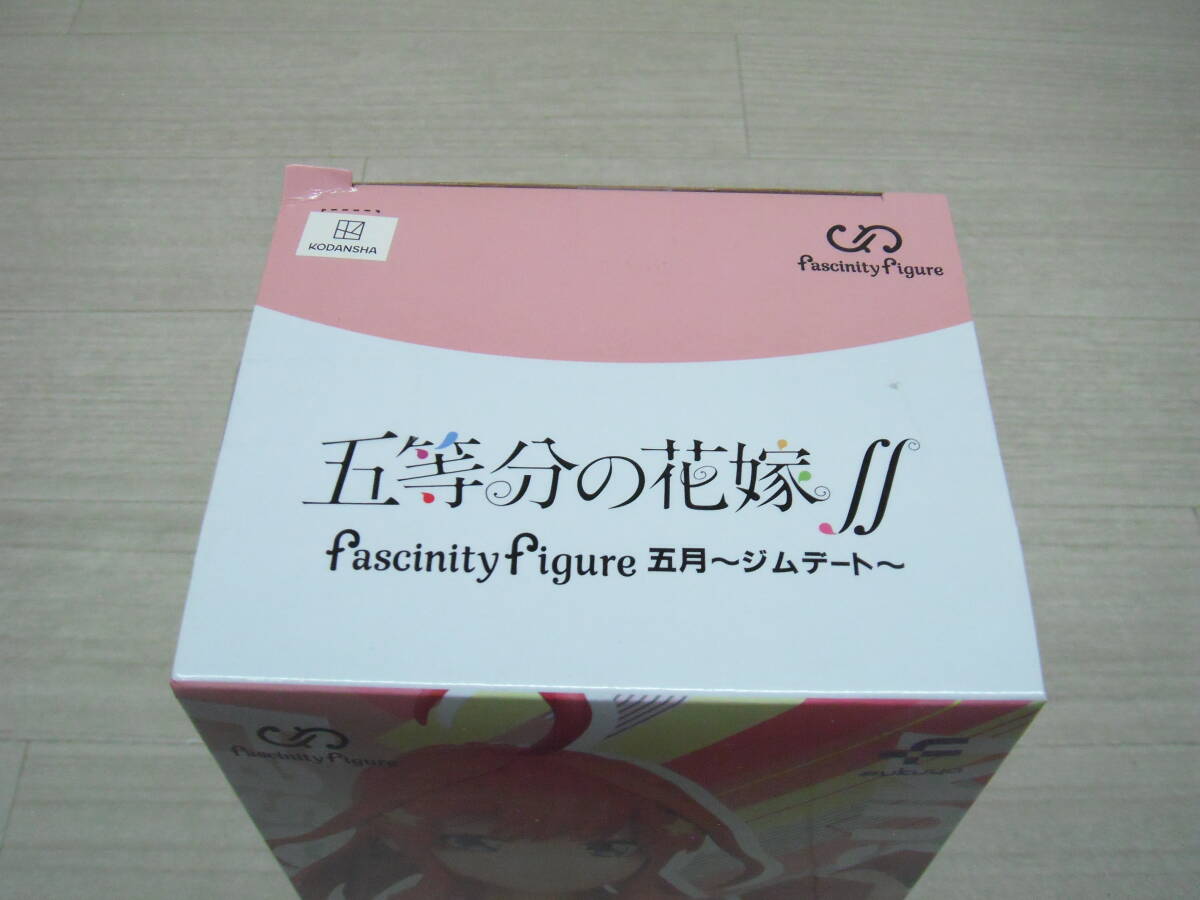 KODANSHA
fascinity figure
五等分の花嫁∬
fascinity figure 五月～ジムデート～
fascinity figure
FuRyu